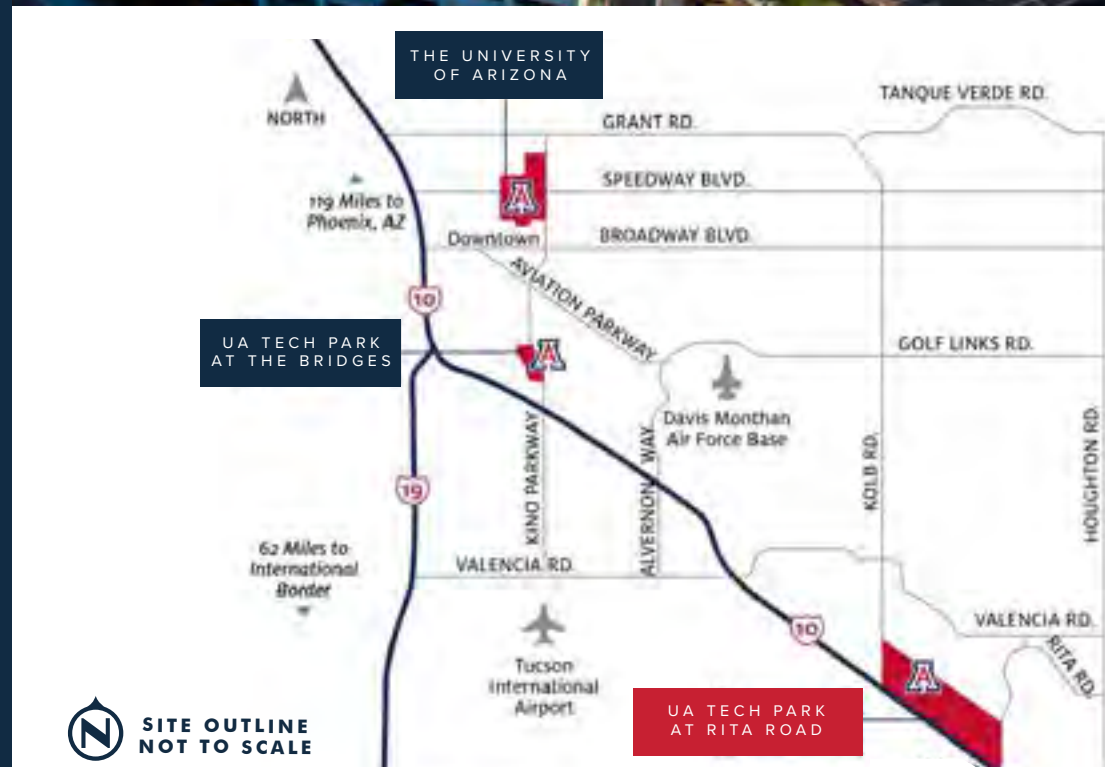 THE UNIVERSITY
OF ARIZONA
TANQUE VERDE RD.
NORTH
GRANT RD.
SPEEDWAY BLVD.
119 Miles to
Phoenix, AZ
Downtown
BROADWAY BLVD.
AVIATION PARKWAY
10
UA TECH PARK
AT THE BRIDGES
A
A
GOLF LINKS RD.
Davis Monthan
Air Force Base
KINO PARKWAY
ALVERNON WAY
KOLB RD.
HOUGHTON RD.
19
62 Miles to
International
Border
VALENCIA RD.
10
VALENCIA RD.
RITA RD.
Tucson
International
Airport
A
UA TECH PARK
AT RITA ROAD
N
SITE OUTLINE
NOT TO SCALE